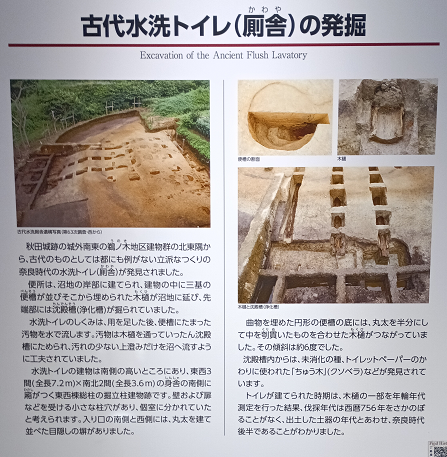 古代水洗トイレ(厠舎)の発掘
かわや
Excavation of the Ancient Flush Lavatory
古代水洗厠舎遺構写真(第63次調査・西から)
便槽の断面
木樋
木樋と沈殿槽(浄化槽)
秋田城跡の城外南東の鵜ノ木地区建物群の北東隅か
ら、古代のものとしては都にも例がない立派なつくりの
奈良時代の水洗トイレ(厠舎)が発見されました。
便所は、沼地の岸部に建てられ、建物の中に三基の
便槽が並びそこから埋められた木樋が沼地に延び、先
端部には沈殿槽(浄化槽)が掘られていました。
水洗トイレのしくみは、用を足した後、便槽にたまった
汚物を水で流します。汚物は木樋を通っていったん沈殿
槽にためられ、汚れの少ない上澄みだけを沼へ流すよう
に工夫されていました。
水洗トイレの建物は南側の高いところにあり、東西3
間(全長7.2m)×南北2間(全長3.6m)の身舎の南側に
庇がつく東西棟総柱の掘立柱建物跡です。壁および扉
などを受ける小さな柱穴があり、個室に分かれていた
と考えられます。入り口の南側と西側には、丸太を建て
並べた目隠しの塀がありました。
曲物を埋めた円形の便槽の底には、丸太を半分にし
て中を刳貫いたものを合わせた木樋がつながっていま
した。その傾斜は約6度でした。
沈殿槽内からは、未消化の種、トイレットペーパーのか
わりに使われた「ちゅう木」(クソベラ)などが発見されて
います。
トイレが建てられた時期は、木樋の一部を年輪年代
測定を行った結果、伐採年代は西暦756年をさかのぼ
ることがなく、出土した土器の年代とあわせ、奈良時代
後半であることがわかりました。